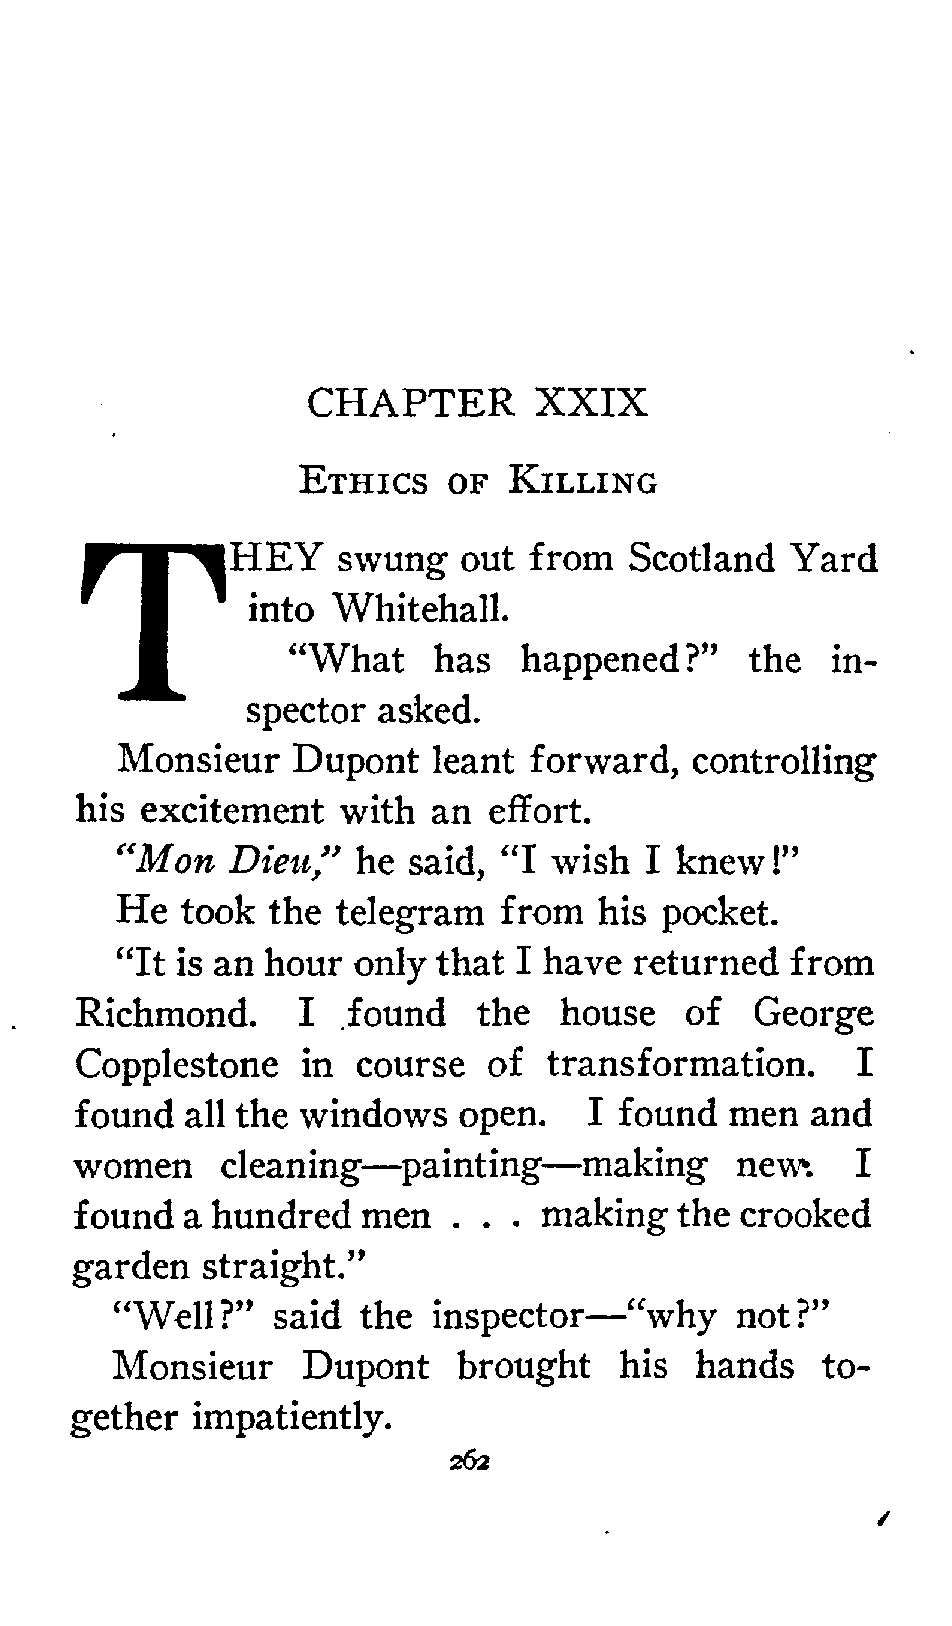 CHAPTER XXIX
ETHICS OF KILLING
THEY swung out from Scotland Yard
into Whitehall.
“What has happened?” the in-
spector asked.
Monsieur Dupont leant forward, controlling
his excitement with an effort.
“Mon Dieu,” he said, “I wish I knew!”
He took the telegram from his pocket.
“It is an hour only that I have returned from
Richmond. I found the house of George
Copplestone in course of transformation. I
found all the windows open. I found men and
women cleaning—painting—making new. I
found a hundred men . . . making the crooked
garden straight.”
“Well?” said the inspector—“why not?”
Monsieur Dupont brought his hands to-
gether impatiently.
262